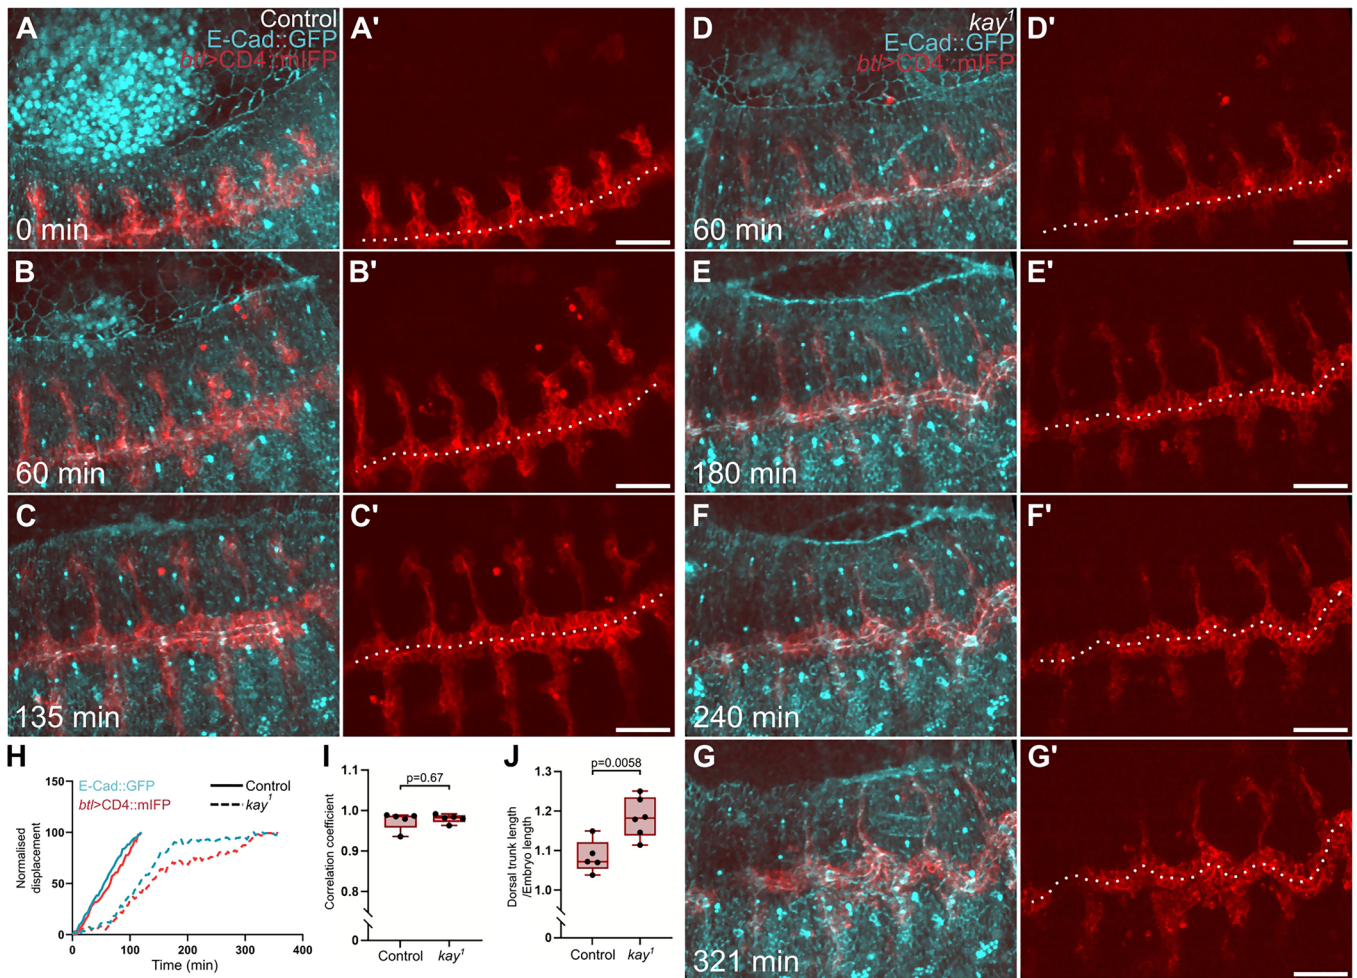 A
Control
E-Cad::GFP
btl>CD4::mIFP
0 min
A'
D
kay¹
E-Cad::GFP
btl>CD4::mIFP
60 min
D'
B
60 min
B'
E
180 min
E'
C
135 min
C'
F
240 min
F'
H
E-Cad::GFP
btl>CD4::mIFP
Control
kay¹
150
100
50
0
Normalised
displacement
0 100 200 300 400
Time (min)
I
p=0.67
1.1
1.0
0.9
0.8
0
Correlation coefficient
Control kay¹
J
p=0.0058
1.3
1.2
1.1
1.0
0
Dorsal trunk length
/Embryo length
Control kay¹
G
321 min
G'